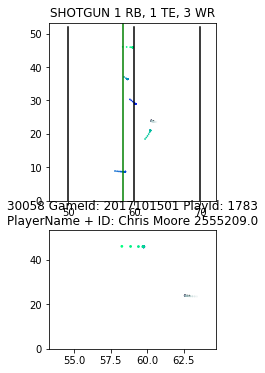 SHOTGUN 1 RB, 1 TE, 3 WR
50
40
30
20
10
0
50 60 70
30058 GameId: 2017101501 PlayId: 1783
PlayerName + ID: Chris Moore 2555209.0
40
20
0
55.0 57.5 60.0 62.5